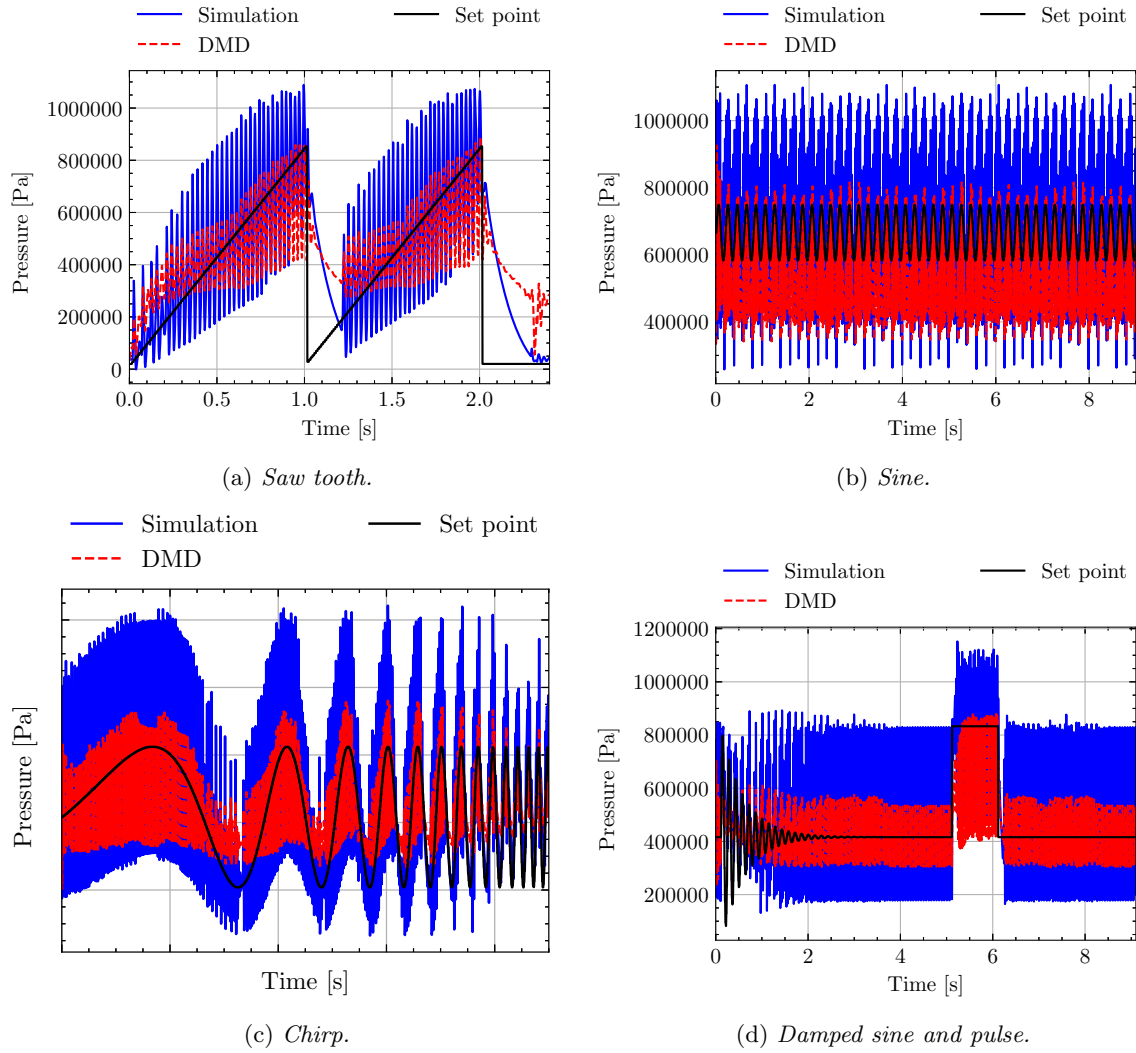 Simulation Set point
DMD
Pressure [Pa]
1000000
800000
600000
400000
200000
0
0.0 0.5 1.0 1.5 2.0
Time [s]
(a) Saw tooth.
Simulation Set point
DMD
Pressure [Pa]
1000000
800000
600000
400000
0 2 4 6 8
Time [s]
(b) Sine.
Simulation Set point
DMD
Pressure [Pa]
Time [s]
(c) Chirp.
Simulation Set point
DMD
Pressure [Pa]
1200000
1000000
800000
600000
400000
200000
0 2 4 6 8
Time [s]
(d) Damped sine and pulse.